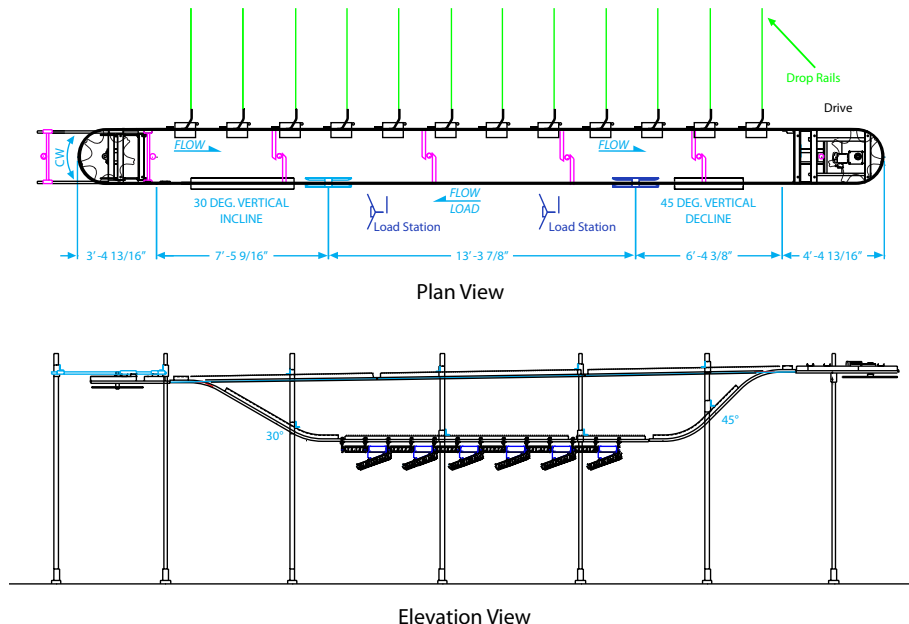 Drop Rails
Drive
FLOW
FLOW
CW
FLOW
LOAD
30 DEG. VERTICAL
INCLINE
45 DEG. VERTICAL
DECLINE
Load Station
Load Station
3’ -4 13/16”
7’ -5 9/16”
13’ -3 7/8”
6’ -4 3/8”
4’ -4 13/16”
Plan View
30°
45°
Elevation View